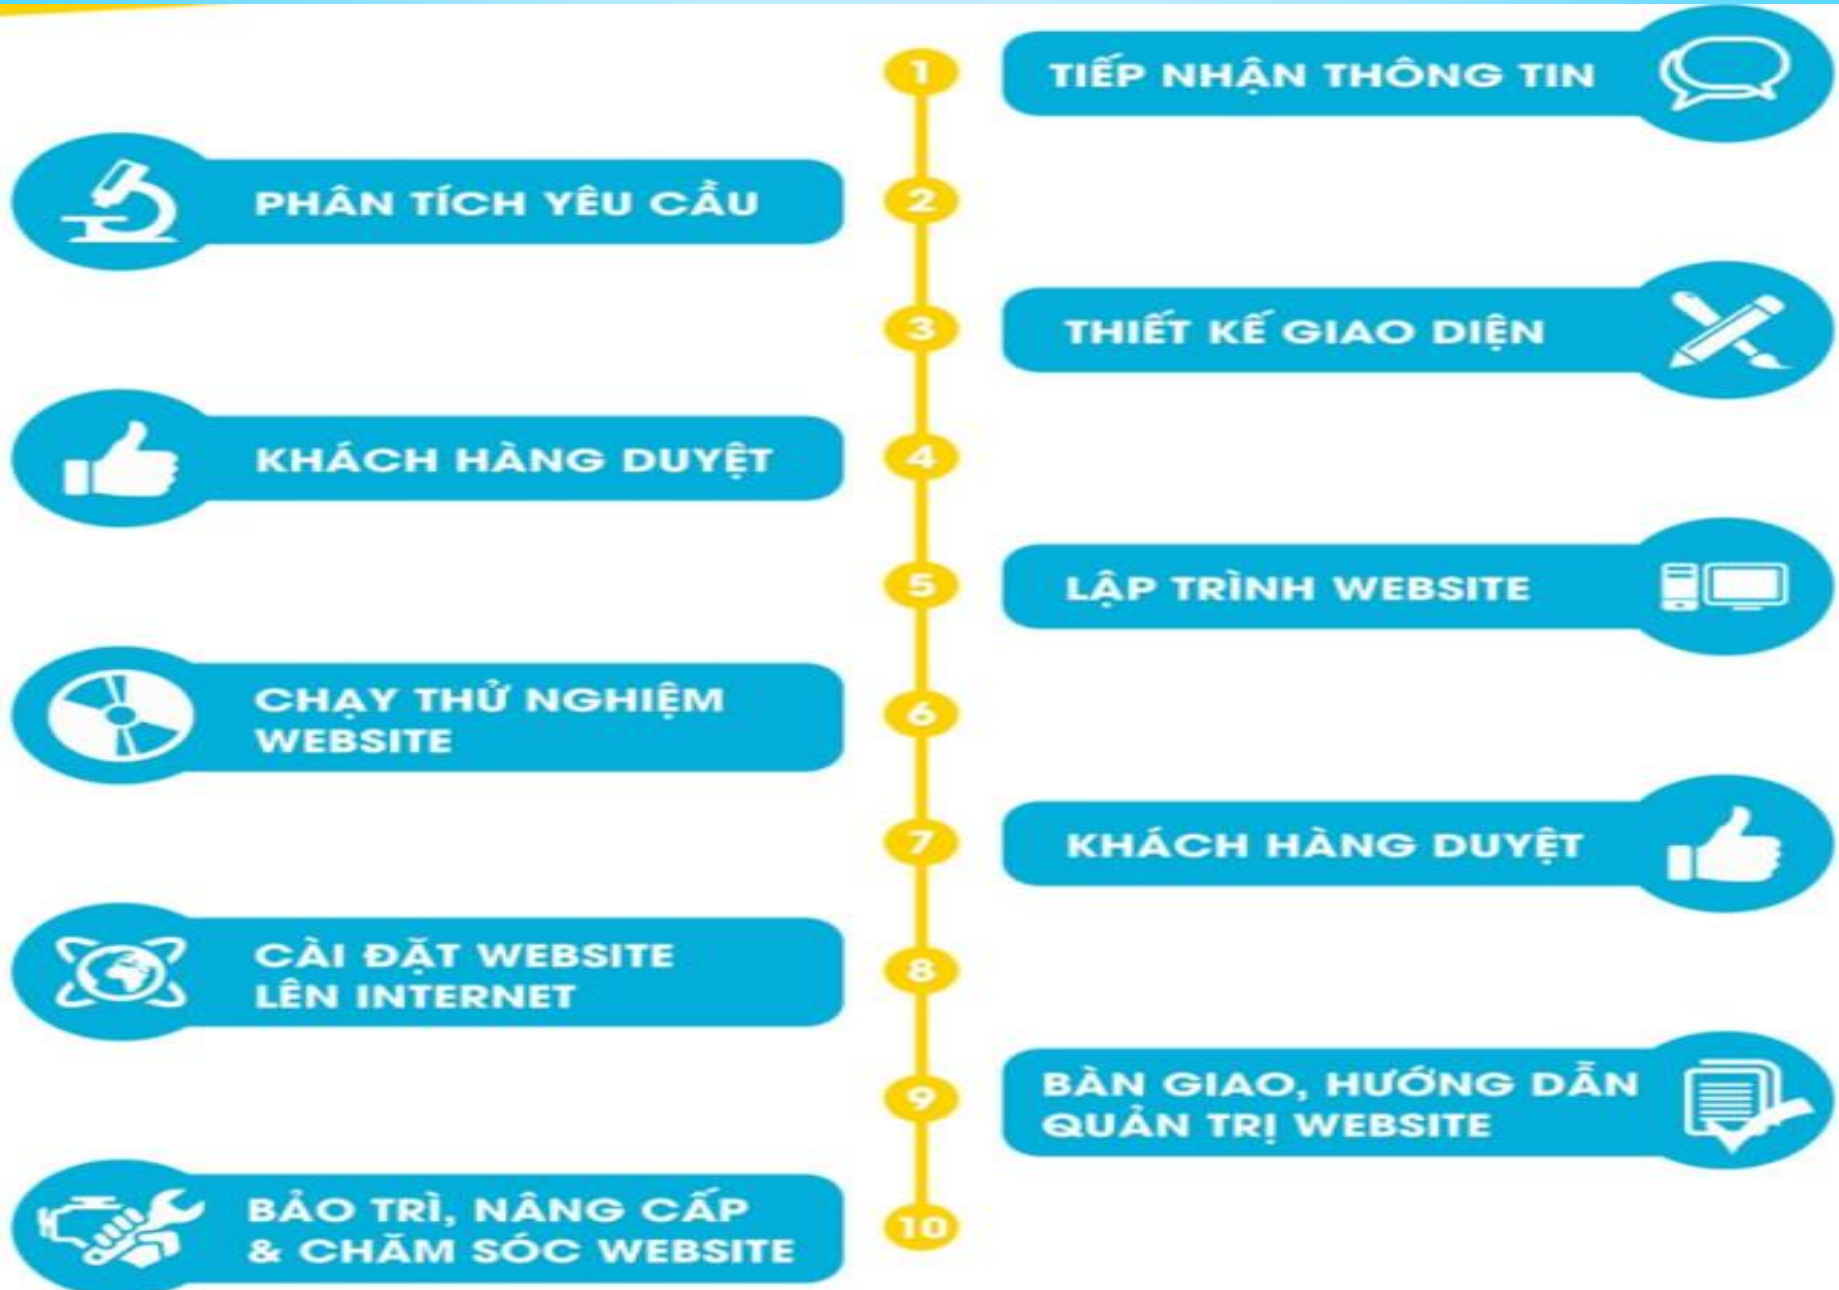 1
TIẾP NHẬN THÔNG TIN
2
PHÂN TÍCH YÊU CẦU
3
THIẾT KẾ GIAO DIỆN
4
KHÁCH HÀNG DUYỆT
5
LẬP TRÌNH WEBSITE
6
CHẠY THỬ NGHIỆM
WEBSITE
7
KHÁCH HÀNG DUYỆT
8
CÀI ĐẶT WEBSITE
LÊN INTERNET
9
BÀN GIAO, HƯỚNG DẪN
QUẢN TRỊ WEBSITE
10
BẢO TRÌ, NÂNG CẤP
& CHĂM SÓC WEBSITE